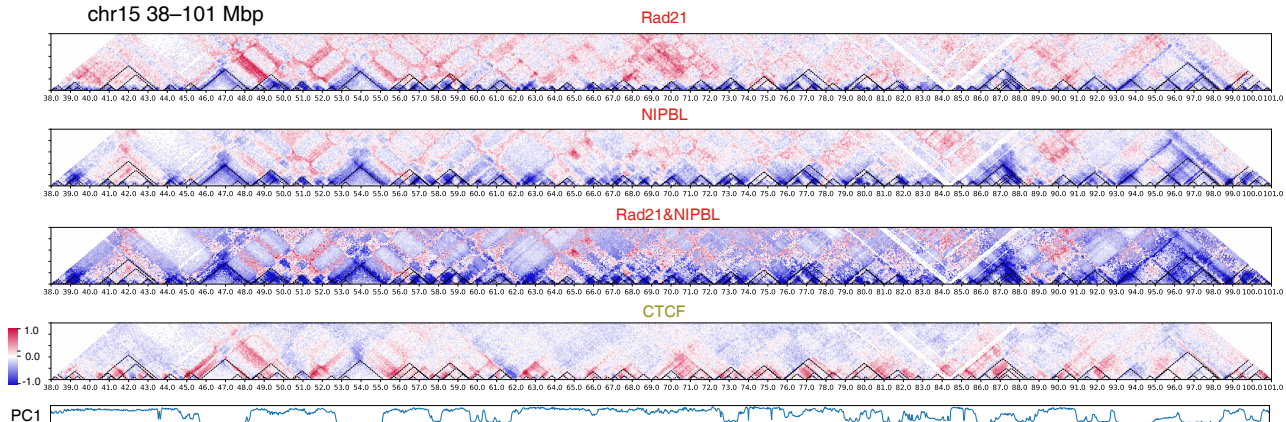 chr15 38–101 Mbp
Rad21
38.0 39.0 40.0 41.0 42.0 43.0 44.0 45.0 46.0 47.0 48.0 49.0 50.0 51.0 52.0 53.0 54.0 55.0 56.0 57.0 58.0 59.0 60.0 61.0 62.0 63.0 64.0 65.0 66.0 67.0 68.0 69.0 70.0 71.0 72.0 73.0 74.0 75.0 76.0 77.0 78.0 79.0 80.0 81.0 82.0 83.0 84.0 85.0 86.0 87.0 88.0 89.0 90.0 91.0 92.0 93.0 94.0 95.0 96.0 97.0 98.0 99.0 100.0 101.0
NIPBL
38.0 39.0 40.0 41.0 42.0 43.0 44.0 45.0 46.0 47.0 48.0 49.0 50.0 51.0 52.0 53.0 54.0 55.0 56.0 57.0 58.0 59.0 60.0 61.0 62.0 63.0 64.0 65.0 66.0 67.0 68.0 69.0 70.0 71.0 72.0 73.0 74.0 75.0 76.0 77.0 78.0 79.0 80.0 81.0 82.0 83.0 84.0 85.0 86.0 87.0 88.0 89.0 90.0 91.0 92.0 93.0 94.0 95.0 96.0 97.0 98.0 99.0 100.0 101.0
Rad21&NIPBL
38.0 39.0 40.0 41.0 42.0 43.0 44.0 45.0 46.0 47.0 48.0 49.0 50.0 51.0 52.0 53.0 54.0 55.0 56.0 57.0 58.0 59.0 60.0 61.0 62.0 63.0 64.0 65.0 66.0 67.0 68.0 69.0 70.0 71.0 72.0 73.0 74.0 75.0 76.0 77.0 78.0 79.0 80.0 81.0 82.0 83.0 84.0 85.0 86.0 87.0 88.0 89.0 90.0 91.0 92.0 93.0 94.0 95.0 96.0 97.0 98.0 99.0 100.0 101.0
CTCF
1.0
0.0
-1.0
38.0 39.0 40.0 41.0 42.0 43.0 44.0 45.0 46.0 47.0 48.0 49.0 50.0 51.0 52.0 53.0 54.0 55.0 56.0 57.0 58.0 59.0 60.0 61.0 62.0 63.0 64.0 65.0 66.0 67.0 68.0 69.0 70.0 71.0 72.0 73.0 74.0 75.0 76.0 77.0 78.0 79.0 80.0 81.0 82.0 83.0 84.0 85.0 86.0 87.0 88.0 89.0 90.0 91.0 92.0 93.0 94.0 95.0 96.0 97.0 98.0 99.0 100.0 101.0
PC1